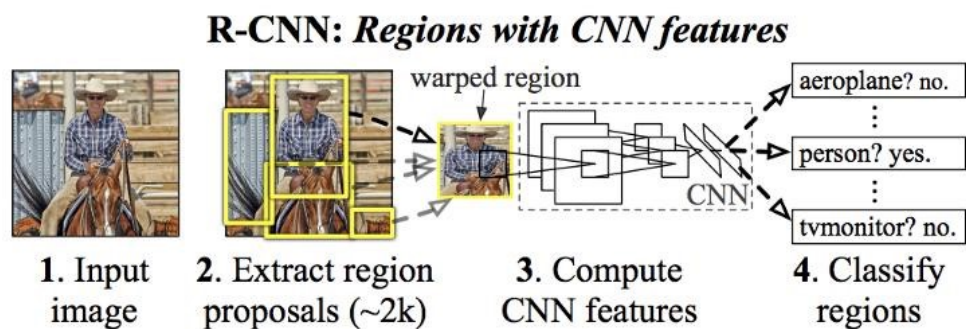 R-CNN: Regions with CNN features
warped region
aeroplane? no.
person? yes.
tvmonitor? no.
CNN
1. Input
image
2. Extract region
proposals (~2k)
3. Compute
CNN features
4. Classify
regions